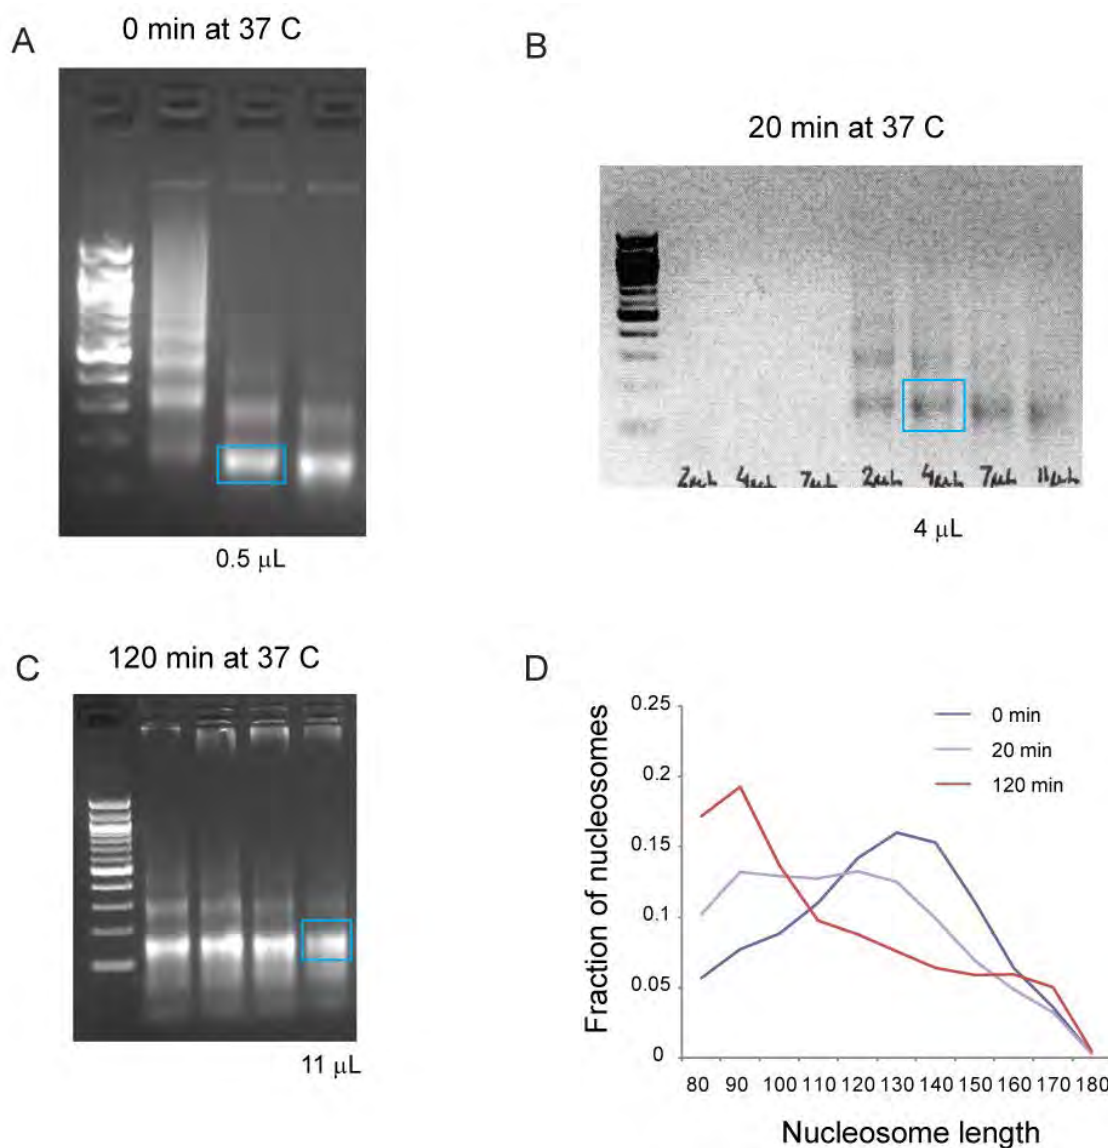 A
0 min at 37 C
0.5 μL
B
20 min at 37 C
2μL 4μL 7μL 2μL 4μL 7μL 11μL
4 μL
C
120 min at 37 C
11 μL
D
0.25
0.2
0.15
0.1
0.05
0
Fraction of nucleosomes
0 min
20 min
120 min
80 90 100 110 120 130 140 150 160 170 180
Nucleosome length